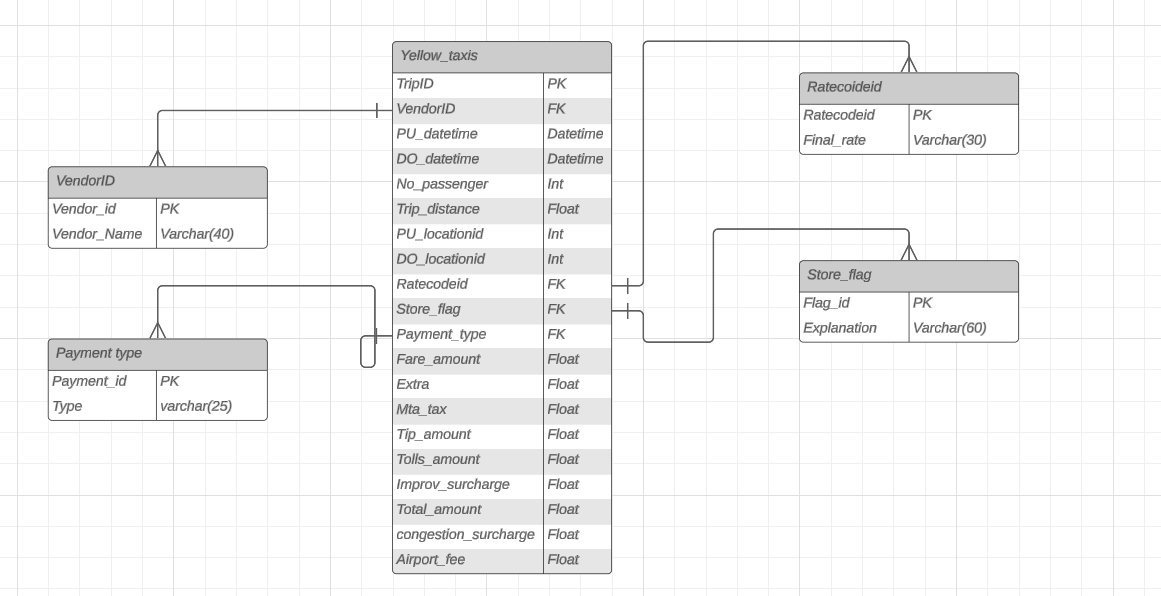 Yellow_taxis
TripID PK
VendorID FK
PU_datetime Datetime
DO_datetime Datetime
No_passenger Int
Trip_distance Float
PU_locationid Int
DO_locationid Int
Ratecodeid FK
Store_flag FK
Payment_type FK
Fare_amount Float
Extra Float
Mta_tax Float
Tip_amount Float
Tolls_amount Float
Improv_surcharge Float
Total_amount Float
congestion_surcharge Float
Airport_fee Float
VendorID
Vendor_id PK
Vendor_Name Varchar(40)
Payment type
Payment_id PK
Type varchar(25)
Ratecoideid
Ratecodeid PK
Final_rate Varchar(30)
Store_flag
Flag_id PK
Explanation Varchar(60)